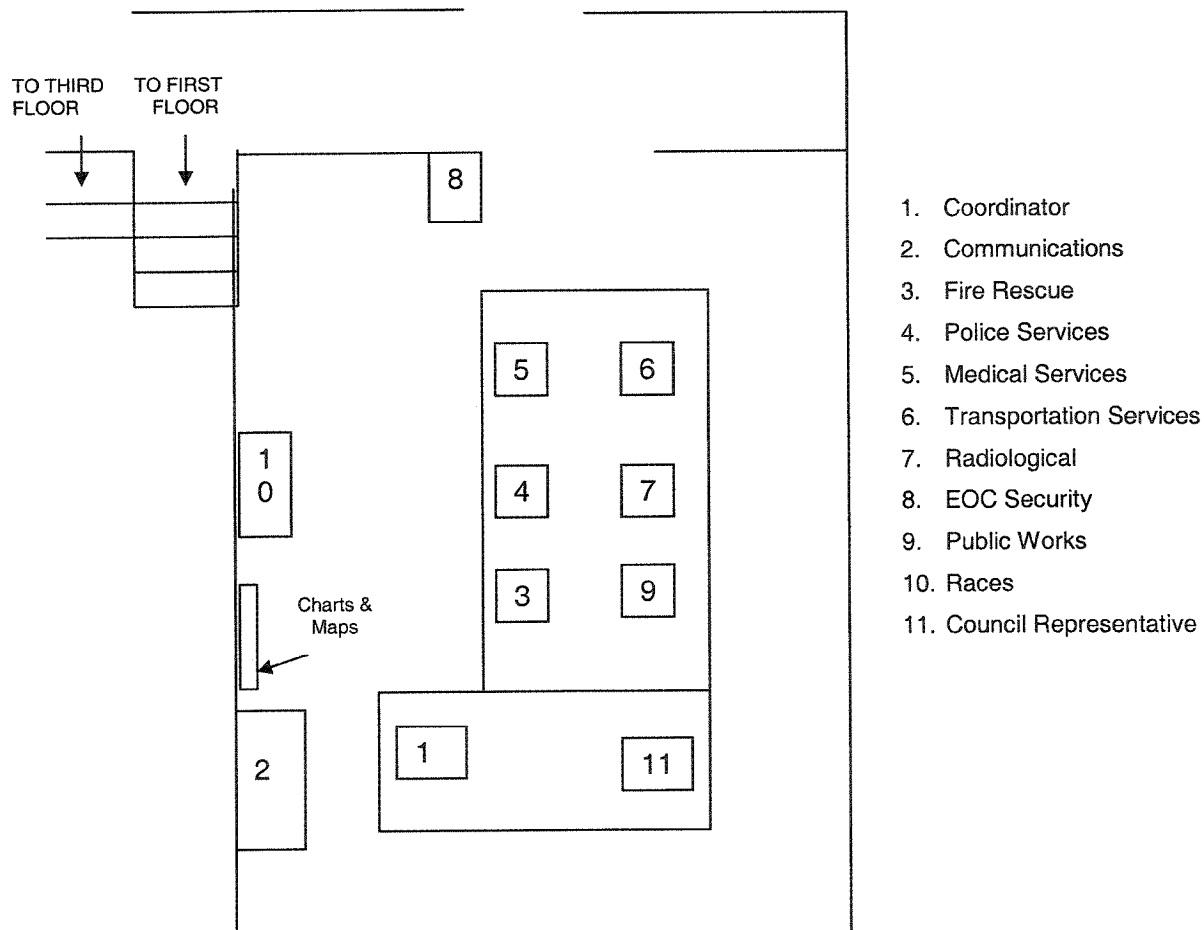 TO THIRD
FLOOR
TO FIRST
FLOOR
8
5
6
1
0
4
7
3
9
Charts &
Maps
1
11
2
1. Coordinator
2. Communications
3. Fire Rescue
4. Police Services
5. Medical Services
6. Transportation Services
7. Radiological
8. EOC Security
9. Public Works
10. Races
11. Council Representative